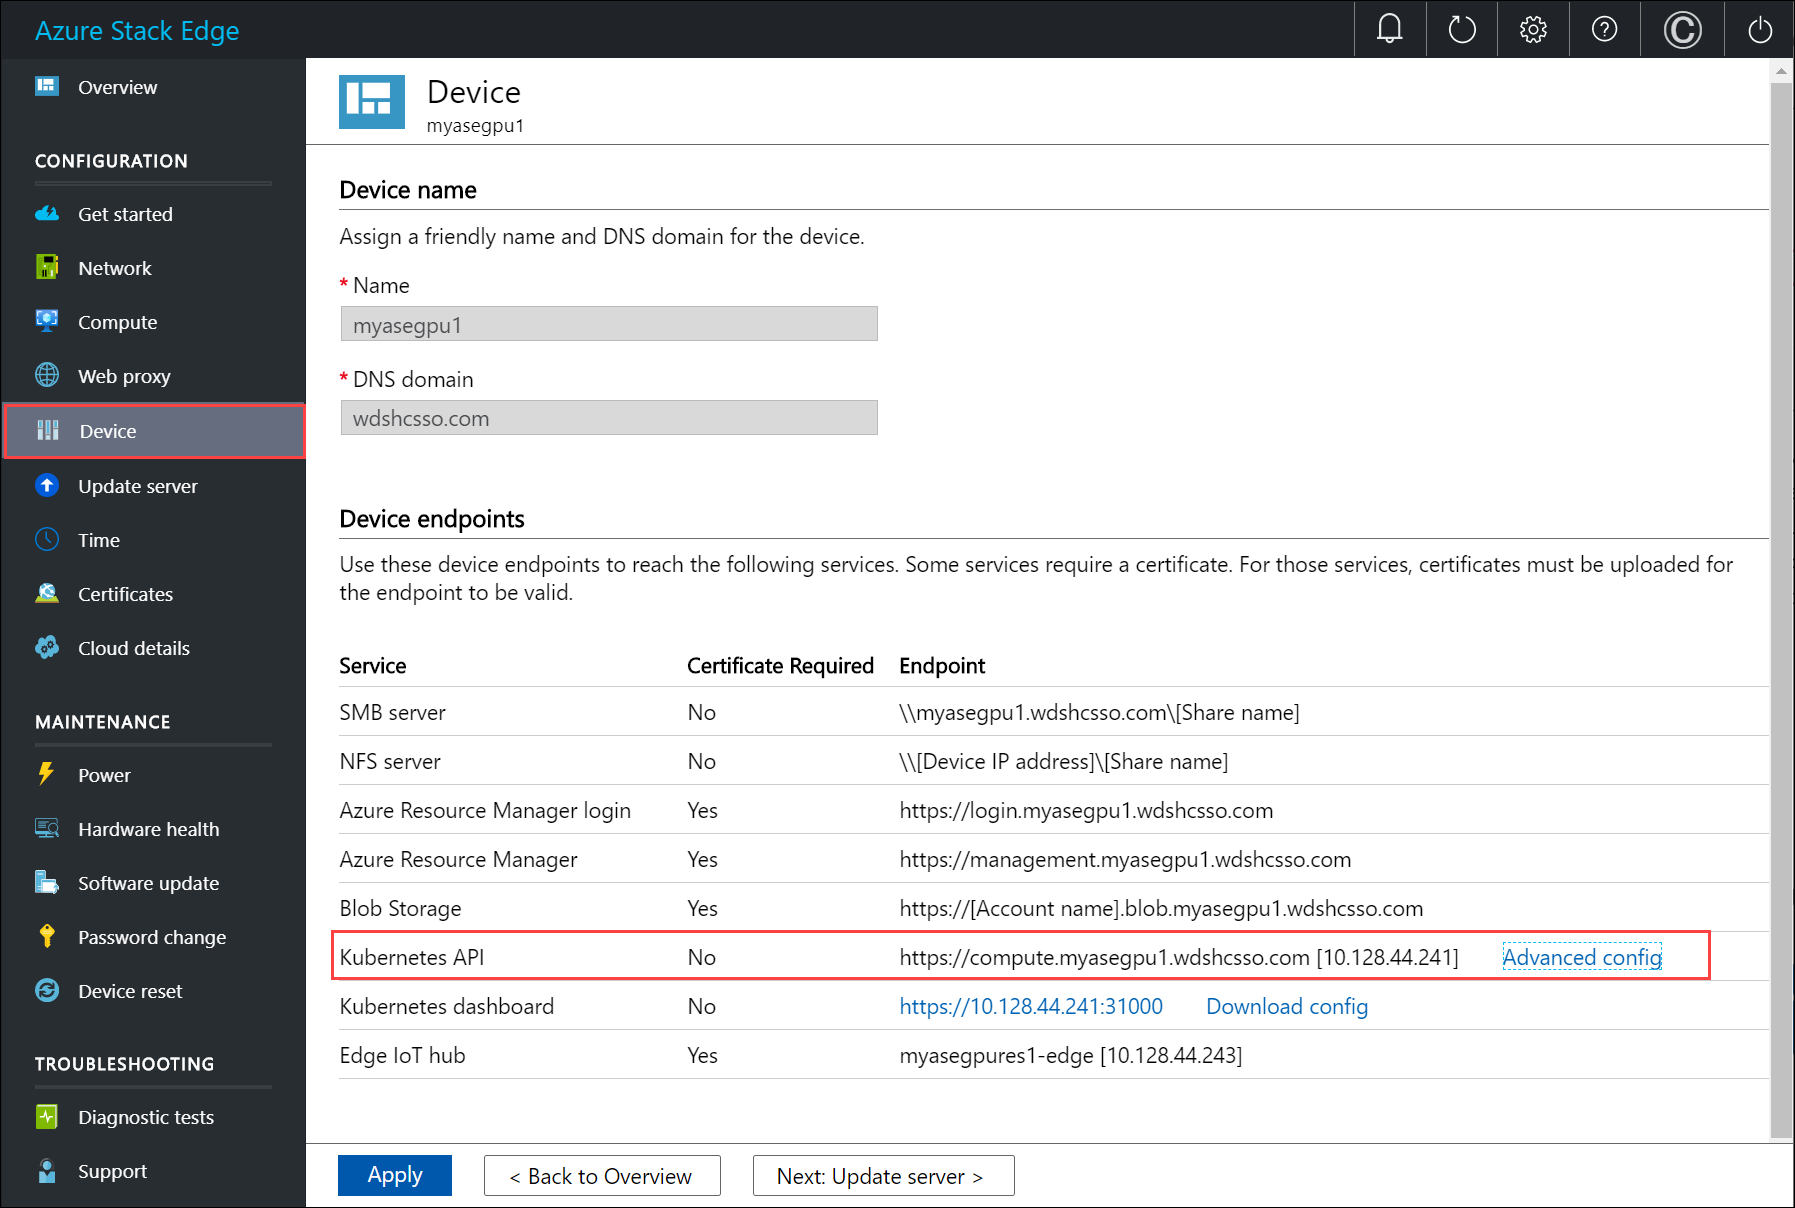 Azure Stack Edge
Overview
CONFIGURATION
Get started
Network
Compute
Web proxy
Device
Update server
Time
Certificates
Cloud details
MAINTENANCE
Power
Hardware health
Software update
Password change
Device reset
TROUBLESHOOTING
Diagnostic tests
Support
Device
myasegpu1
Device name
Assign a friendly name and DNS domain for the device.
* Name
myasegpu1
* DNS domain
wdshcsso.com
Device endpoints
Use these device endpoints to reach the following services. Some services require a certificate. For those services, certificates must be uploaded for
the endpoint to be valid.
Service Certificate Required Endpoint
SMB server No \\myasegpu1.wdshcsso.com\[Share name]
NFS server No \\[Device IP address]\[Share name]
Azure Resource Manager login Yes https://login.myasegpu1.wdshcsso.com
Azure Resource Manager Yes https://management.myasegpu1.wdshcsso.com
Blob Storage Yes https://[Account name].blob.myasegpu1.wdshcsso.com
Kubernetes API No https://compute.myasegpu1.wdshcsso.com [10.128.44.241] Advanced config
Kubernetes dashboard No https://10.128.44.241:31000 Download config
Edge IoT hub Yes myasegpures1-edge [10.128.44.243]
Apply < Back to Overview Next: Update server >